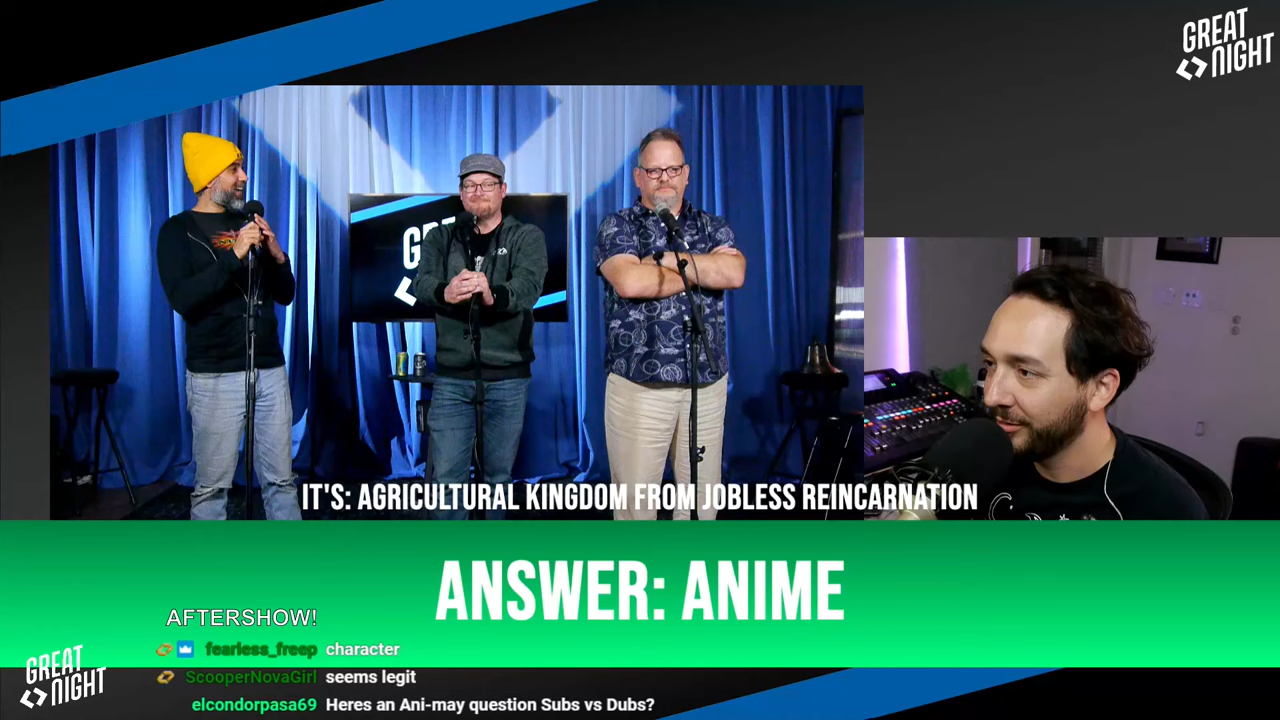 GREAT
NIGHT
GRE
IT'S: AGRICULTURAL KINGDOM FROM JOBLESS REINCARNATION
ANSWER: ANIME
AFTERSHOW!
fearless_freep character
ScooperNovaGirl seems legit
elcondorpasa69 Heres an Ani-may question Subs vs Dubs?
GREAT
NIGHT